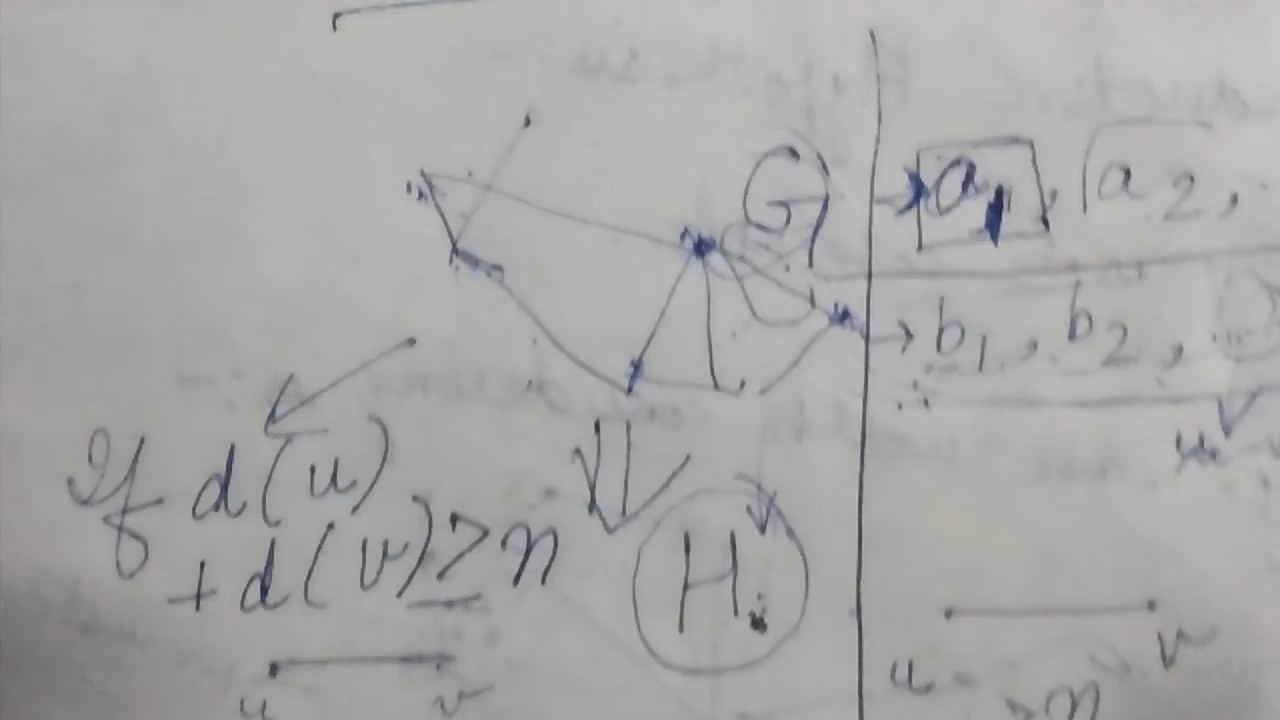 G
a1, a2,
b1, b2,
If d(u)
+ d(v) ≥ n
H
u v
u v
≥ n